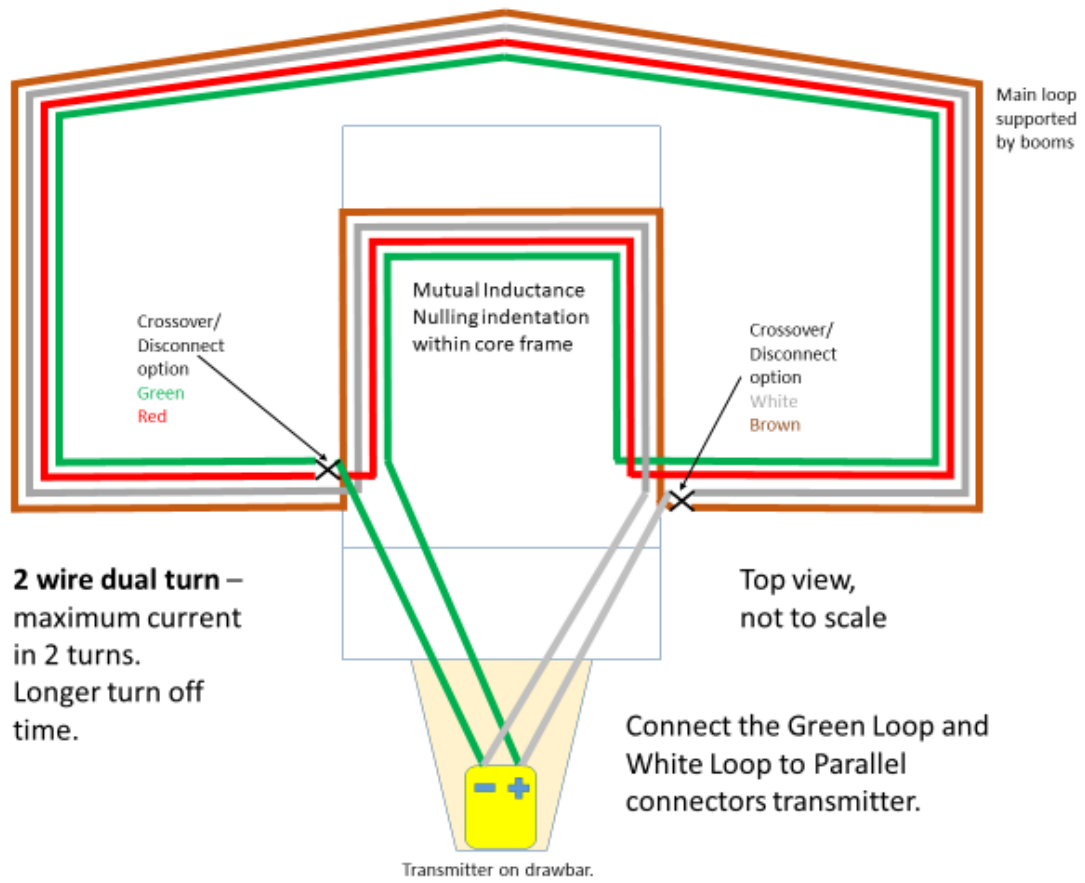 Main loop
supported
by booms
Mutual Inductance
Nulling indentation
within core frame
Crossover/
Disconnect
option
Green
Red
Crossover/
Disconnect
option
White
Brown
2 wire dual turn –
maximum current
in 2 turns.
Longer turn off
time.
Top view,
not to scale
Connect the Green Loop and
White Loop to Parallel
connectors transmitter.
Transmitter on drawbar.